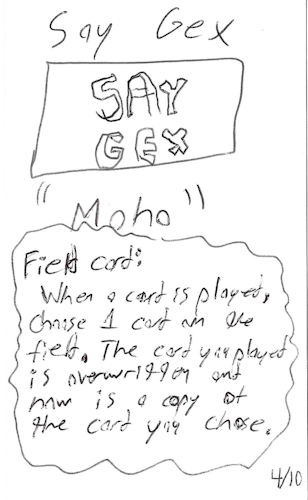 Say Gex
SAY
GEX
"Moho"
Field card:
When a card is played,
choose 1 card on the
field. The card you played
is overwritten and
now is a copy of
the card you chose.
4/10